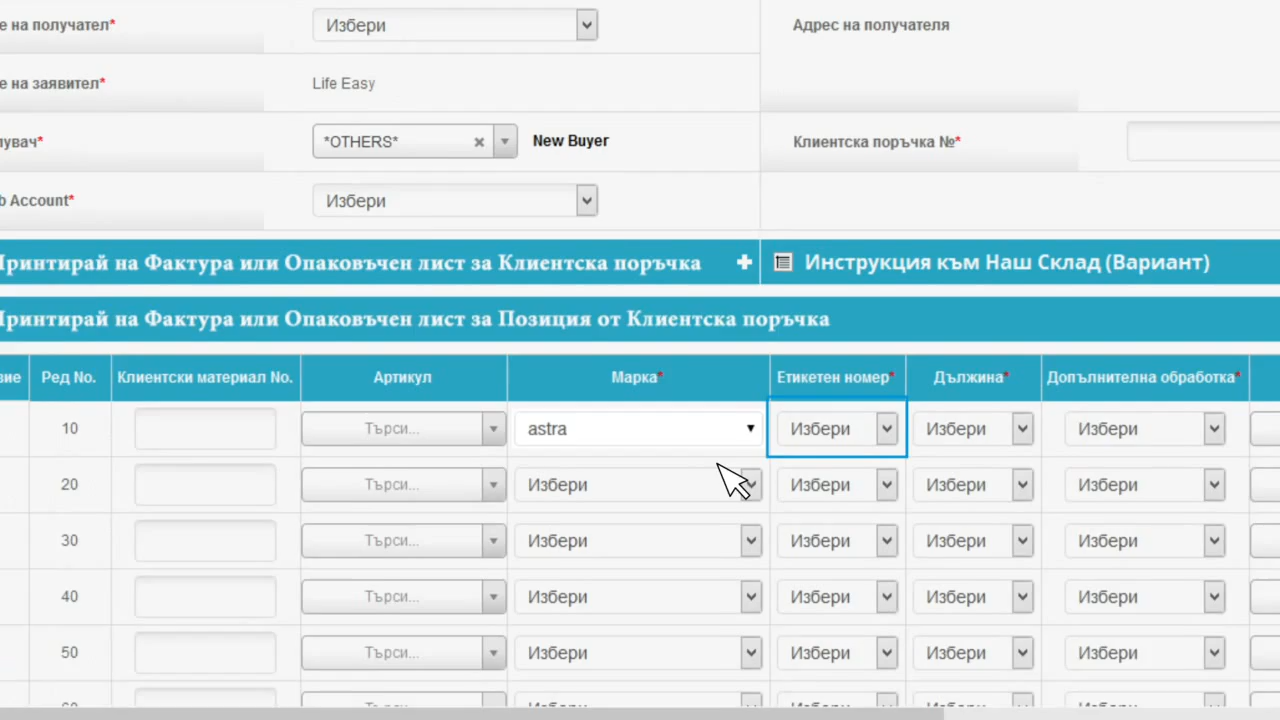 е на получател* Избери Адрес на получателя
е на заявител* Life Easy
увач* *OTHERS* × New Buyer Клиентска поръчка №*
b Account* Избери
Принтирай на Фактура или Опаковъчен лист за Клиентска поръчка Инструкция към Наш Склад (Вариант)
Принтирай на Фактура или Опаковъчен лист за Позиция от Клиентска поръчка
вие Ред No. Клиентски материал No. Артикул Марка* Етикетен номер* Дължина* Допълнителна обработка*
10 Търси... astra Избери Избери Избери
20 Търси... Избери Избери Избери Избери
30 Търси... Избери Избери Избери Избери
40 Търси... Избери Избери Избери Избери
50 Търси... Избери Избери Избери Избери